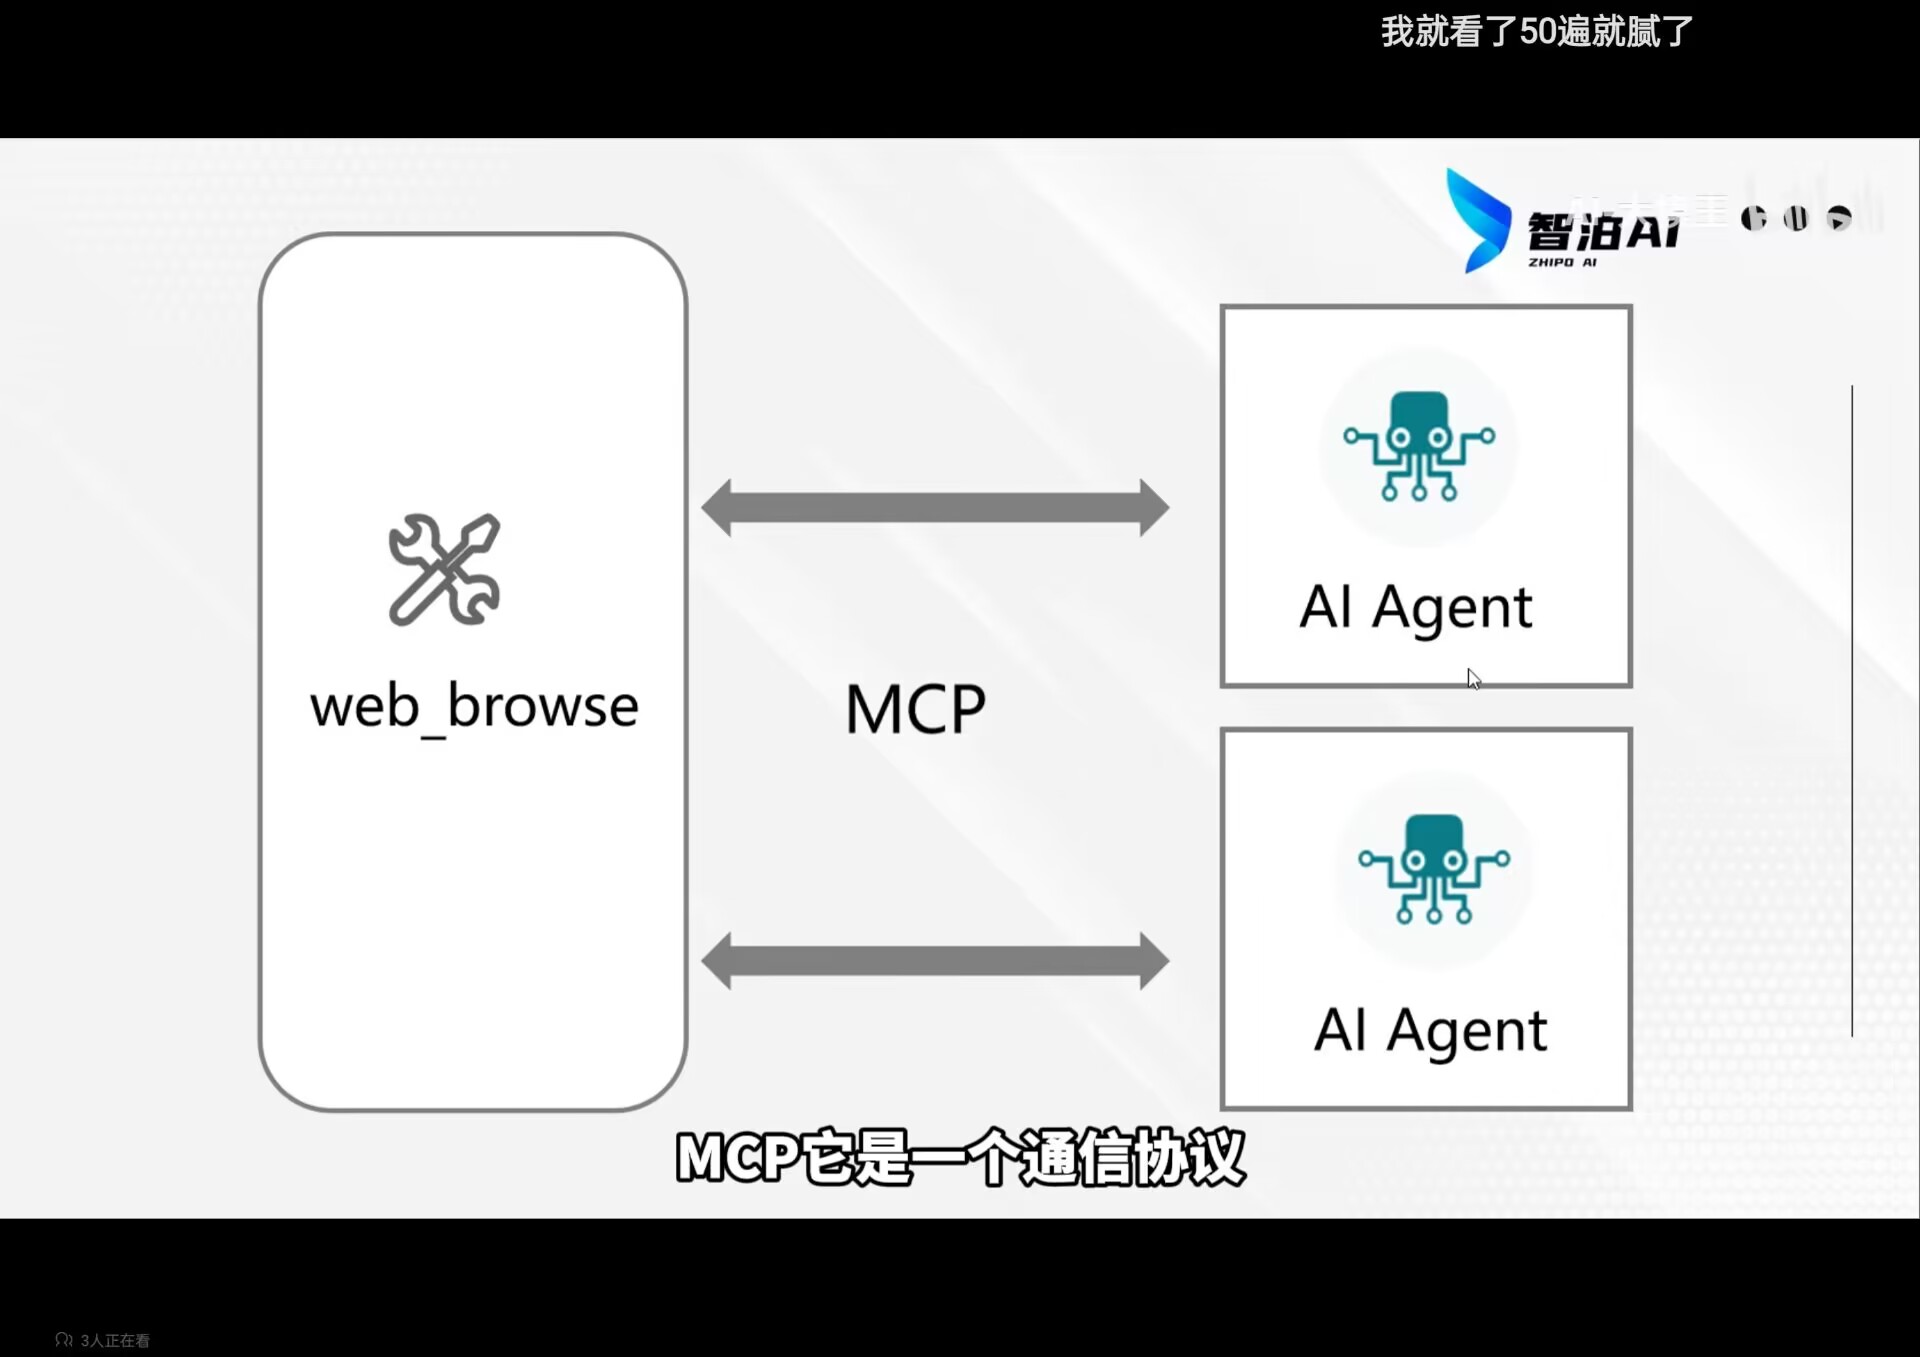 我就看了50遍就腻了
智泊AI
ZHIPO AI
web_browse
MCP
AI Agent
AI Agent
MCP它是一个通信协议
3人正在看